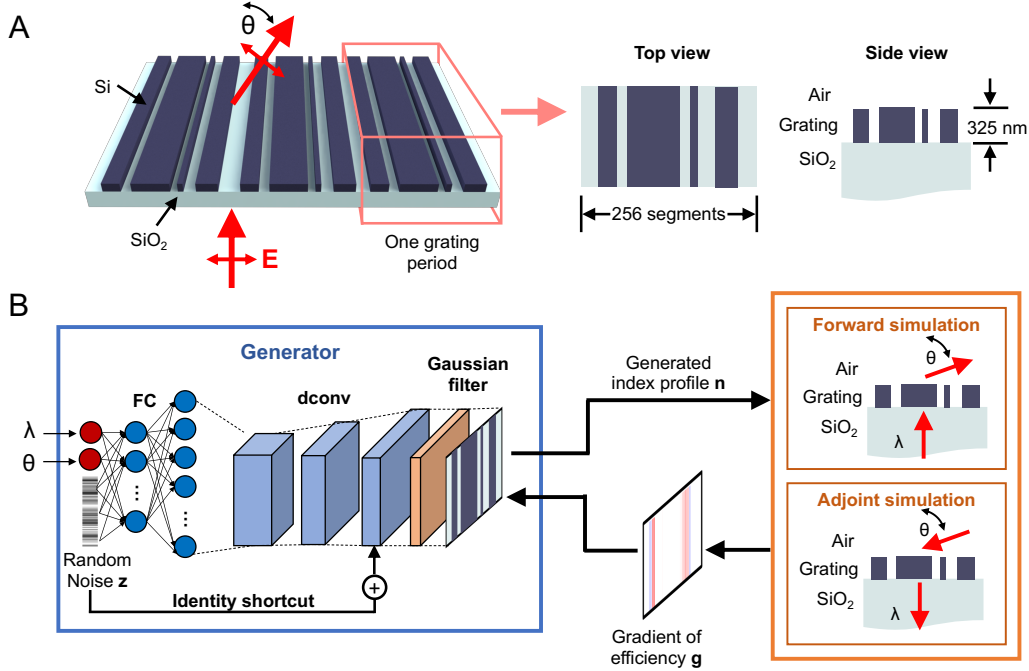 A
θ
Si
SiO₂
E
One grating
period
Top view
256 segments
Side view
Air
Grating
SiO₂
325 nm
B
Generator
FC
dconv
Gaussian
filter
λ
θ
...
...
Random
Noise z
Identity shortcut
+
Generated
index profile n
Gradient of
efficiency g
Forward simulation
θ
Air
Grating
SiO₂
λ
Adjoint simulation
θ
Air
Grating
SiO₂
λ